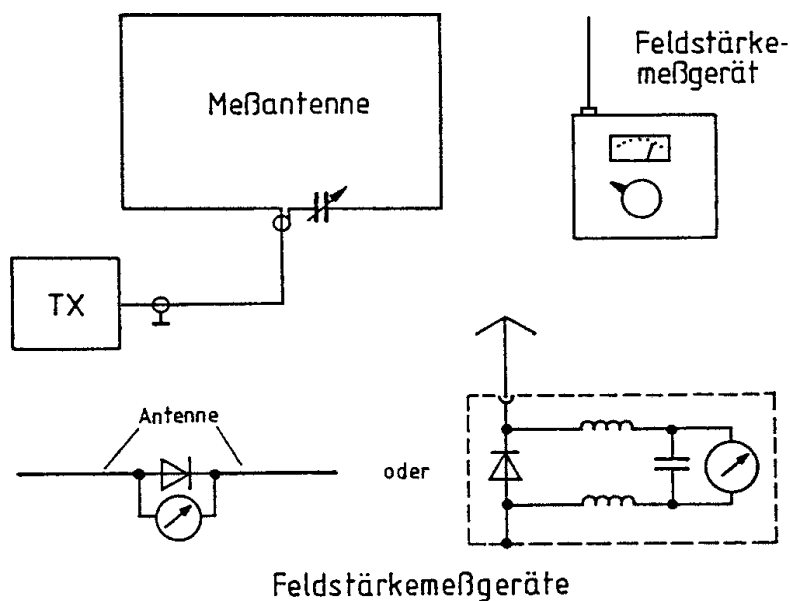 Meßantenne
Feldstärke-
meßgerät
TX
Antenne
oder
Feldstärkemeßgeräte